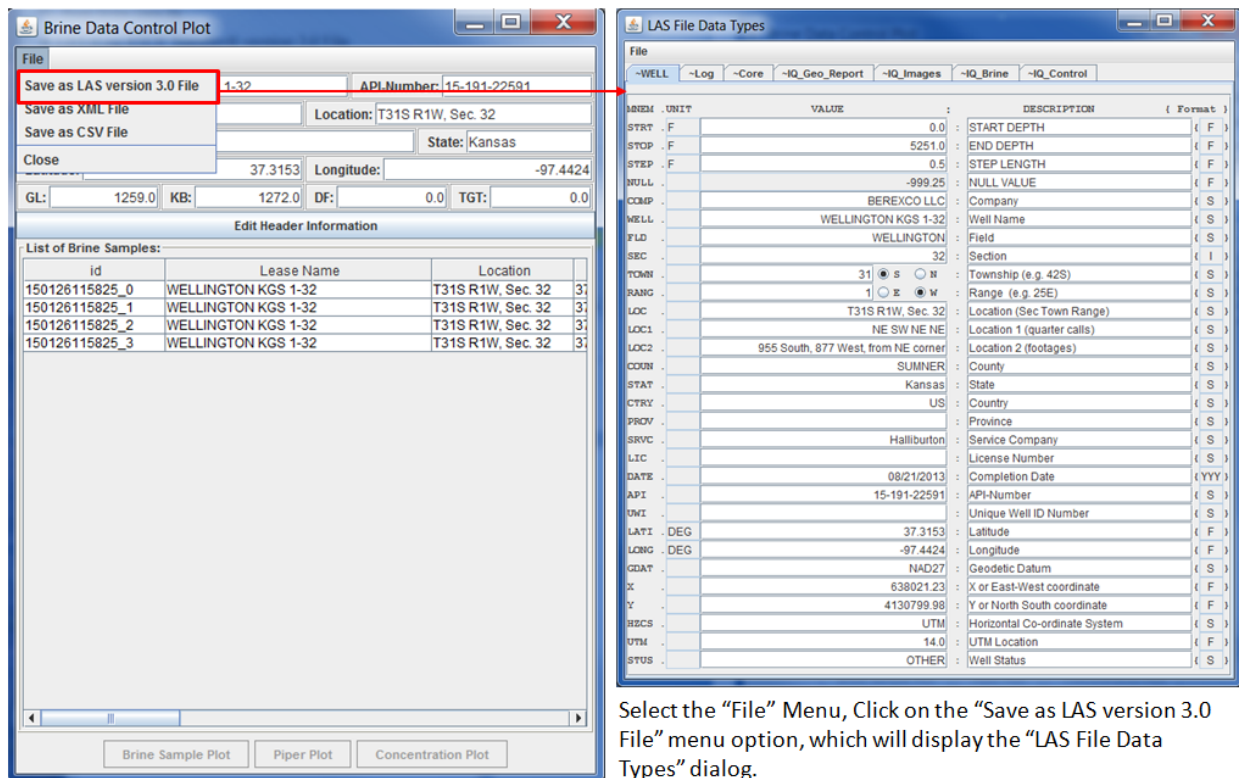 Brine Data Control Plot
File
Save as LAS version 3.0 File
Save as XML File
Save as CSV File
Close
1-32 API-Number: 15-191-22591
Location: T31S R1W, Sec. 32
State: Kansas
37.3153 Longitude: -97.4424
GL: 1259.0 KB: 1272.0 DF: 0.0 TGT: 0.0
Edit Header Information
List of Brine Samples:
id Lease Name Location
150126115825_0 WELLINGTON KGS 1-32 T31S R1W, Sec. 32 37
150126115825_1 WELLINGTON KGS 1-32 T31S R1W, Sec. 32 37
150126115825_2 WELLINGTON KGS 1-32 T31S R1W, Sec. 32 37
150126115825_3 WELLINGTON KGS 1-32 T31S R1W, Sec. 32 37
Brine Sample Plot Piper Plot Concentration Plot
LAS File Data Types
File
~WELL ~Log ~Core ~IQ_Geo_Report ~IQ_Images ~IQ_Brine ~IQ_Control
MNEM .UNIT VALUE : DESCRIPTION { Format }
STRT .F 0.0 : START DEPTH { F }
STOP .F 5251.0 : END DEPTH { F }
STEP .F 0.5 : STEP LENGTH { F }
NULL . -999.25 : NULL VALUE { F }
COMP . BEREXCO LLC : Company { S }
WELL . WELLINGTON KGS 1-32 : Well Name { S }
FLD . WELLINGTON : Field { S }
SEC . 32 : Section { I }
TOWN . 31 S N : Township (e.g. 42S) { S }
RANG . 1 E W : Range (e.g. 25E) { S }
LOC . T31S R1W, Sec. 32 : Location (Sec Town Range) { S }
LOC1 . NE SW NE NE : Location 1 (quarter calls) { S }
LOC2 . 955 South, 877 West, from NE corner : Location 2 (footages) { S }
COUN . SUMNER : County { S }
STAT . Kansas : State { S }
CTRY . US : Country { S }
PROV . : Province { S }
SRVC . Halliburton : Service Company { S }
LIC . : License Number { S }
DATE . 08/21/2013 : Completion Date { YYY }
API . 15-191-22591 : API-Number { S }
UWI . : Unique Well ID Number { S }
LATI . DEG 37.3153 : Latitude { F }
LONG . DEG -97.4424 : Longitude { F }
GDAT . NAD27 : Geodetic Datum { S }
X . 638021.23 : X or East-West coordinate { F }
Y . 4130799.98 : Y or North South coordinate { F }
HZCS . UTM : Horizontal Co-ordinate System { S }
UTM . 14.0 : UTM Location { F }
STUS . OTHER : Well Status { S }
Select the “File” Menu, Click on the “Save as LAS version 3.0
File” menu option, which will display the “LAS File Data
Types” dialog.